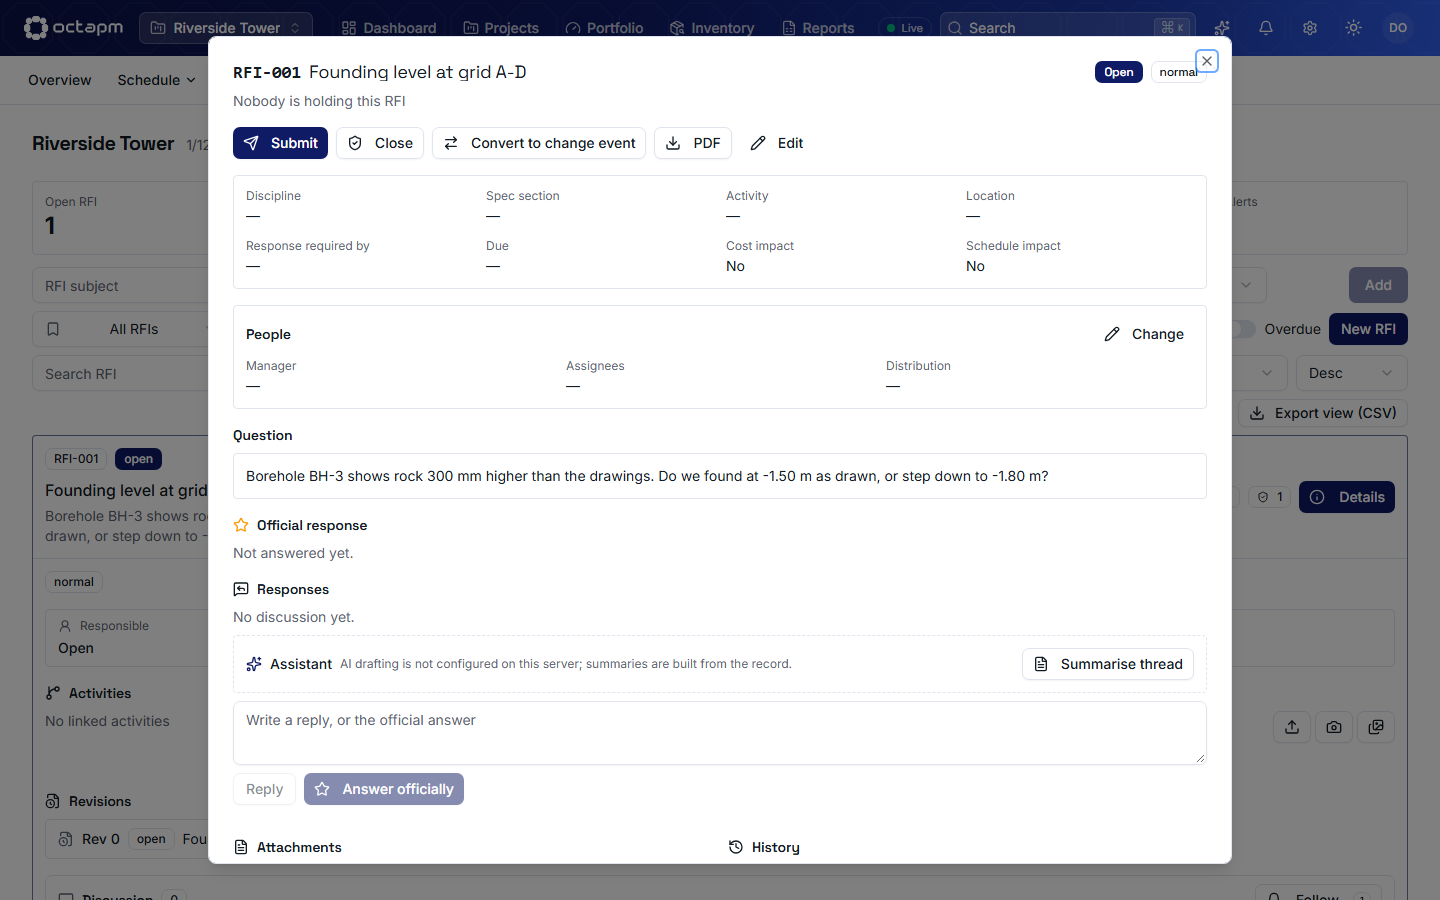 octapm
Riverside Tower
Dashboard
Projects
Portfolio
Inventory
Reports
Live
Search
⌘ K
DO
Overview
Schedule
Riverside Tower 1/12
Open RFI
1
lerts
RFI subject
Add
All RFIs
Overdue
New RFI
Search RFI
Desc
Export view (CSV)
RFI-001 open
Founding level at grid
Borehole BH-3 shows ro
drawn, or step down to -
1
Details
normal
Responsible
Open
Activities
No linked activities
Revisions
Rev 0 open Fou
Discussion 0
Follow 1
RFI-001 Founding level at grid A-D
Open normal
Nobody is holding this RFI
Submit Close Convert to change event PDF Edit
Discipline Spec section Activity Location
— — — —
Response required by Due Cost impact Schedule impact
— — No No
People
Change
Manager Assignees Distribution
— — —
Question
Borehole BH-3 shows rock 300 mm higher than the drawings. Do we found at -1.50 m as drawn, or step down to -1.80 m?
Official response
Not answered yet.
Responses
No discussion yet.
Assistant AI drafting is not configured on this server; summaries are built from the record.
Summarise thread
Write a reply, or the official answer
Reply Answer officially
Attachments History